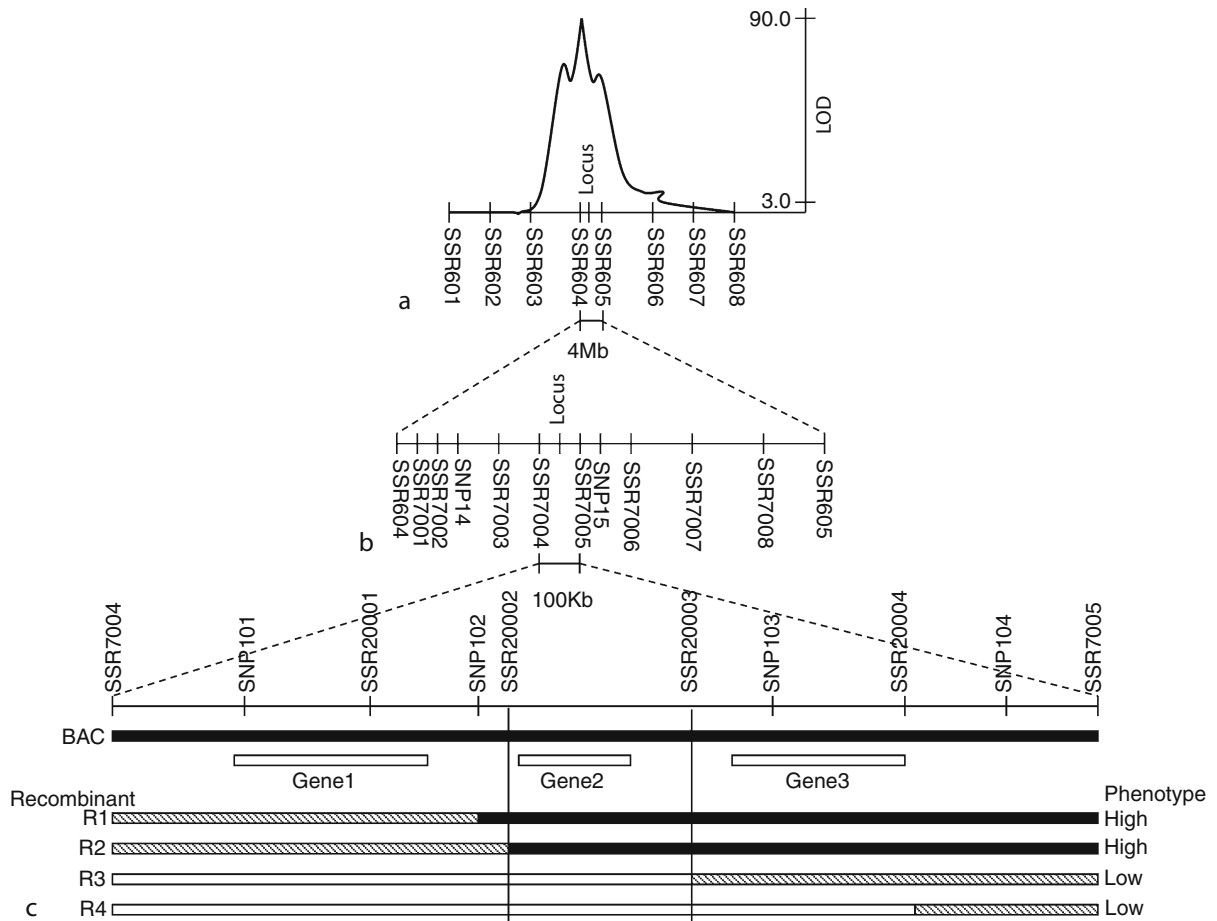 90.0
LOD
3.0
Locus
SSR601
SSR602
SSR603
SSR604
SSR605
SSR606
SSR607
SSR608
a
4Mb
Locus
SSR604
SSR7001
SSR7002
SNP14
SSR7003
SSR7004
SSR7005
SNP15
SSR7006
SSR7007
SSR7008
SSR605
b
100Kb
SSR7004
SNP101
SSR20001
SNP102
SSR20002
SSR20003
SNP103
SSR20004
SNP104
SSR7005
BAC
Gene1
Gene2
Gene3
Recombinant
Phenotype
R1
High
R2
High
R3
Low
R4
Low
c